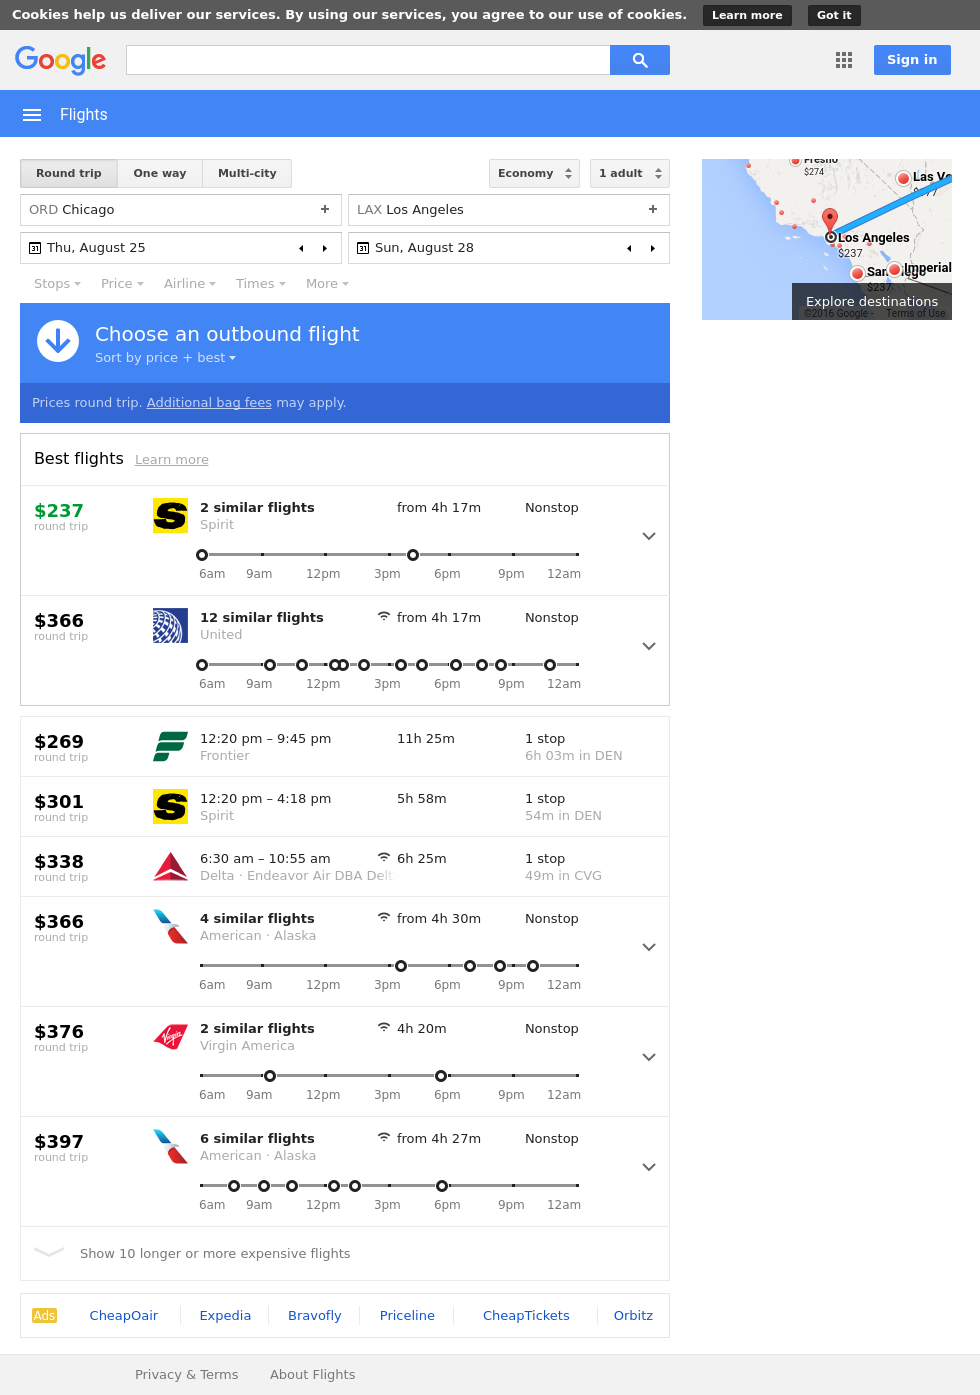 Cookies help us deliver our services. By using our services, you agree to our use of cookies. Learn more Got it
Google
Sign in
Flights
Round trip One way Multi-city Economy 1 adult
ORD Chicago + LAX Los Angeles +
31 Thu, August 25 31 Sun, August 28
Stops Price Airline Times More
Choose an outbound flight
Sort by price + best
Prices round trip. Additional bag fees may apply.
Fresno
$274
Los Angeles
$237
Imperial
$237
Explore destinations
©2016 Google - Terms of Use
Best flights Learn more
$237 2 similar flights from 4h 17m Nonstop
round trip Spirit
6am 9am 12pm 3pm 6pm 9pm 12am
$366 12 similar flights from 4h 17m Nonstop
round trip United
6am 9am 12pm 3pm 6pm 9pm 12am
$269 12:20 pm – 9:45 pm 11h 25m 1 stop
round trip Frontier 6h 03m in DEN
$301 12:20 pm – 4:18 pm 5h 58m 1 stop
round trip Spirit 54m in DEN
$338 6:30 am – 10:55 am 6h 25m 1 stop
round trip Delta · Endeavor Air DBA Delt 49m in CVG
$366 4 similar flights from 4h 30m Nonstop
round trip American · Alaska
6am 9am 12pm 3pm 6pm 9pm 12am
$376 2 similar flights 4h 20m Nonstop
round trip Virgin America
6am 9am 12pm 3pm 6pm 9pm 12am
$397 6 similar flights from 4h 27m Nonstop
round trip American · Alaska
6am 9am 12pm 3pm 6pm 9pm 12am
Show 10 longer or more expensive flights
Ads CheapOair Expedia Bravofly Priceline CheapTickets Orbitz
Privacy & Terms About Flights